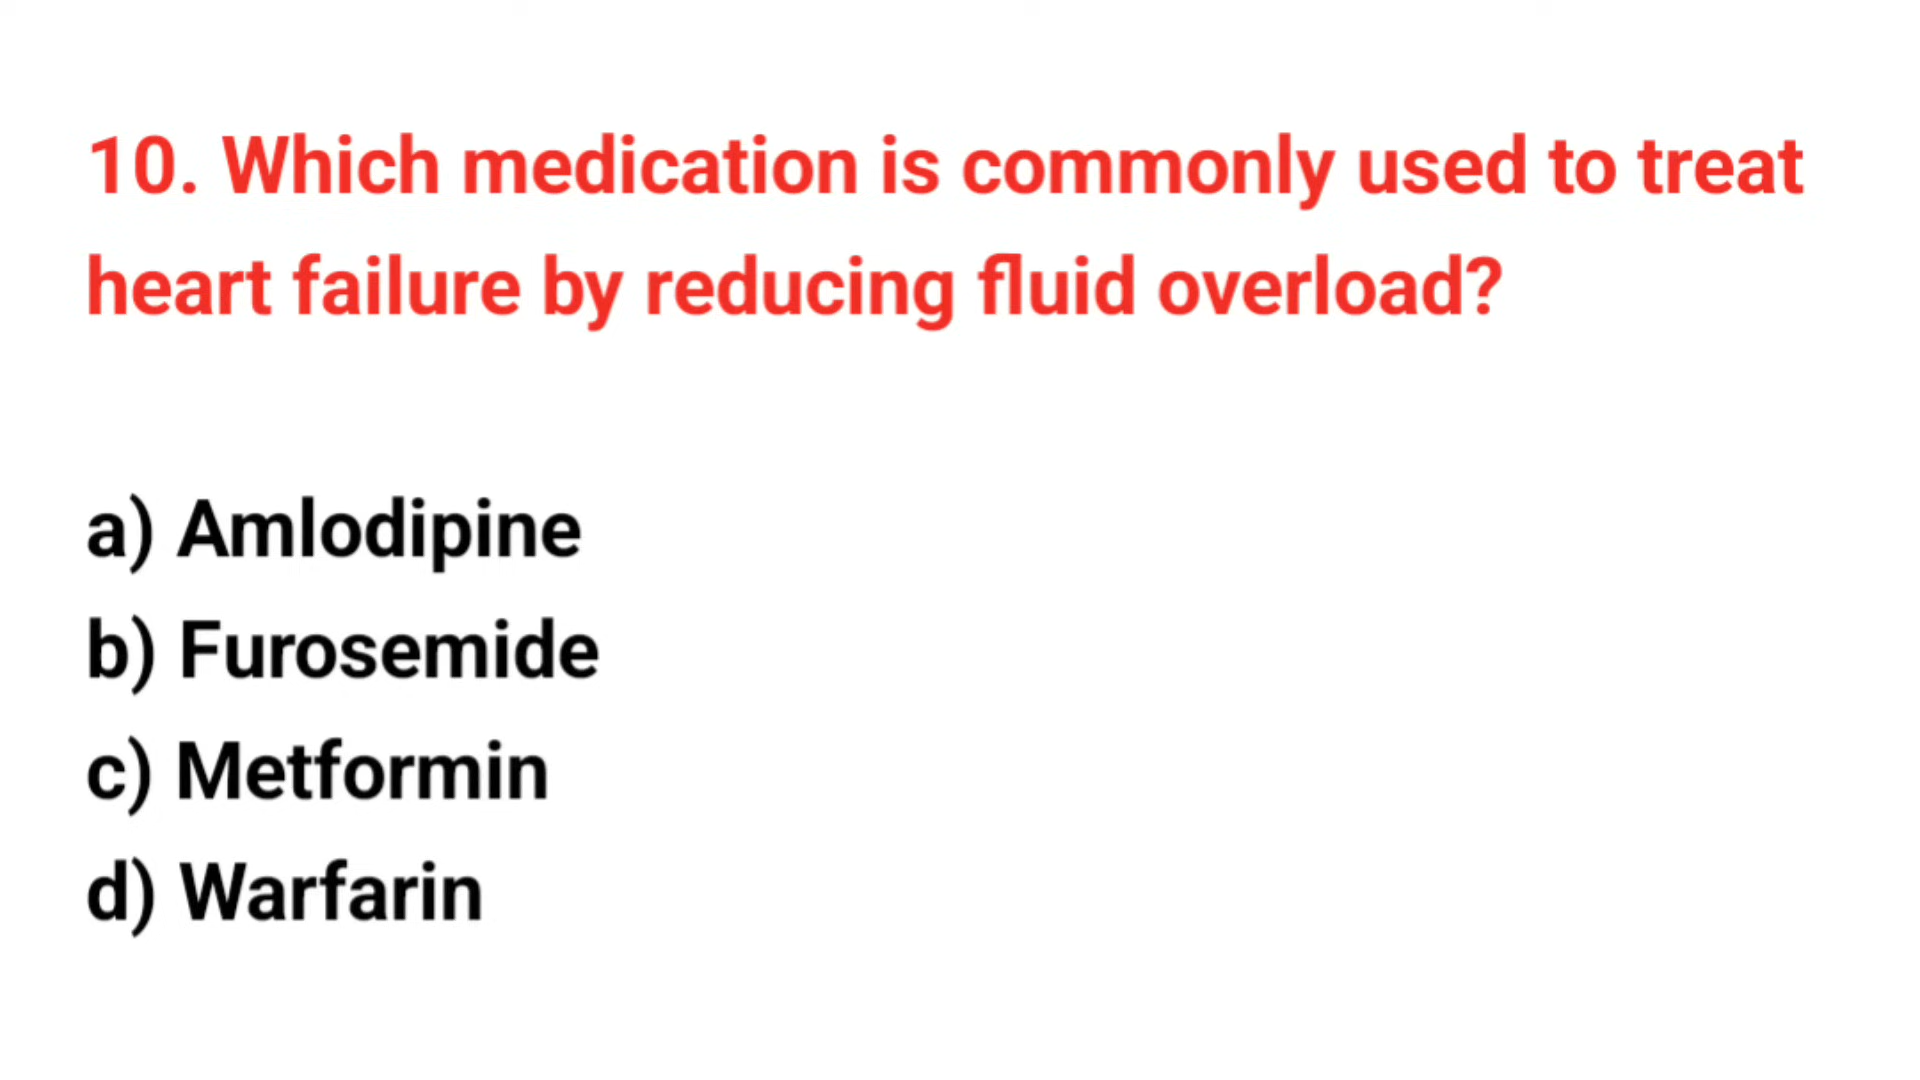 10. Which medication is commonly used to treat
heart failure by reducing fluid overload?
a) Amlodipine
b) Furosemide
c) Metformin
d) Warfarin